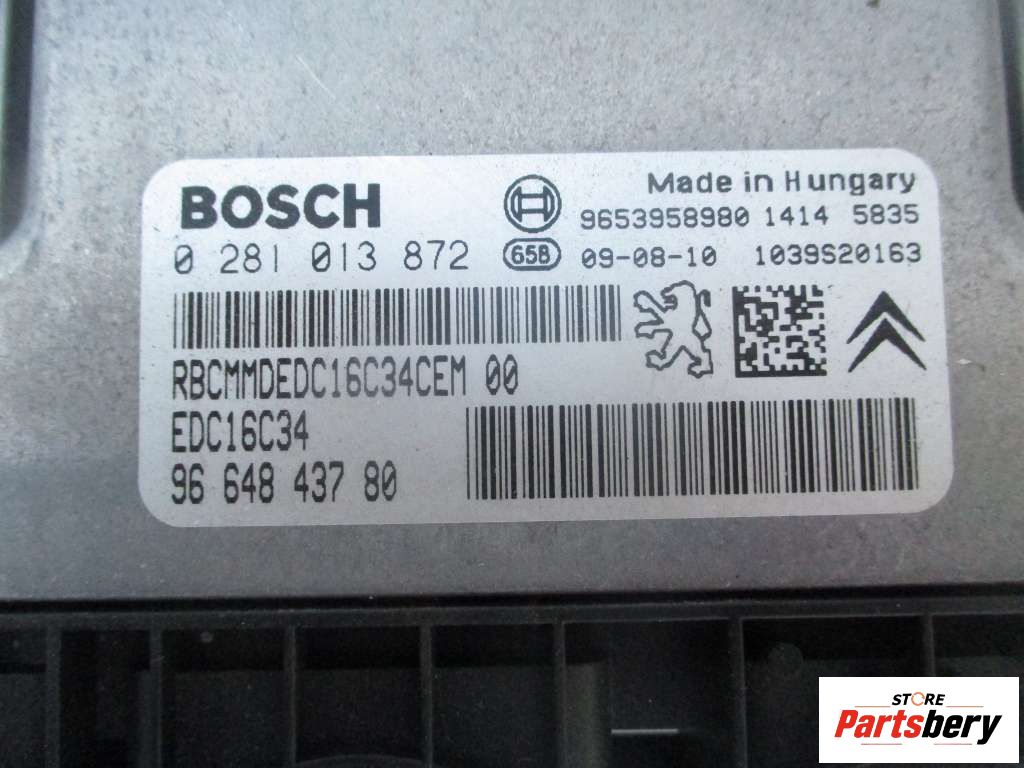 BOSCH
Made in Hungary
9653958980 1414 5835
0 281 013 872 65B 09-08-10 1039S20163
RBCMMDEDC16C34CEM 00
EDC16C34
96 648 437 80
STORE
Partsbery